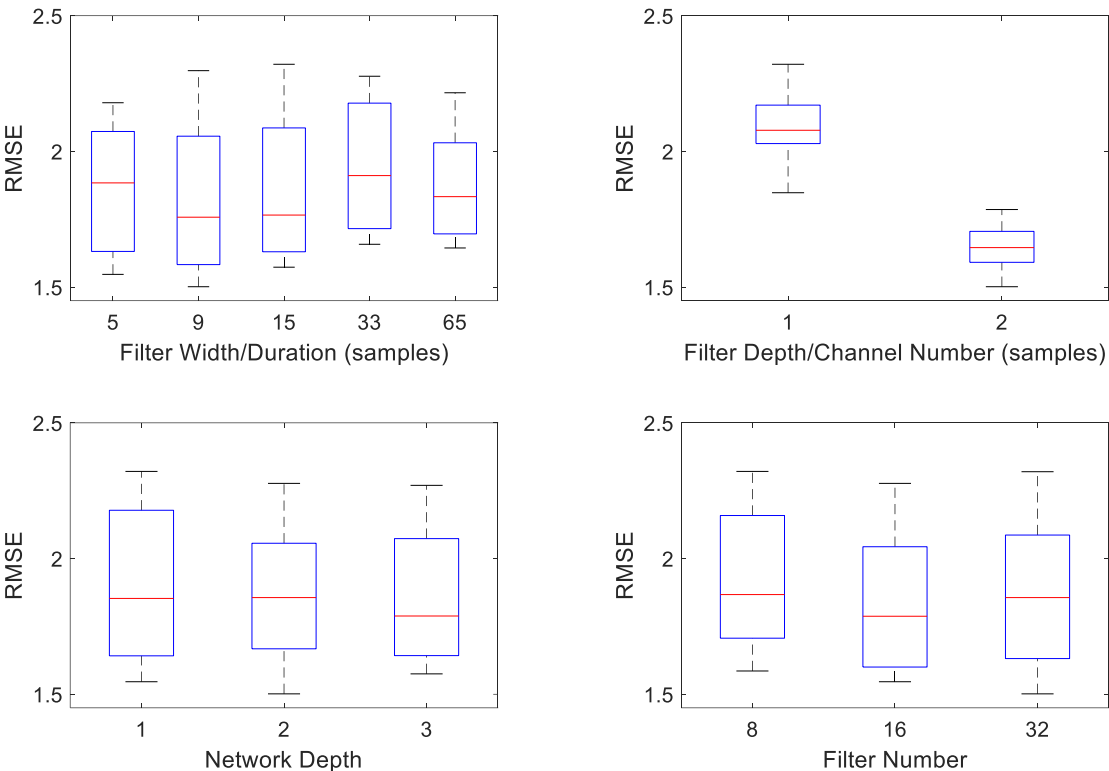 2.5
2
1.5
RMSE
5 9 15 33 65
Filter Width/Duration (samples)
2.5
2
1.5
RMSE
1 2
Filter Depth/Channel Number (samples)
2.5
2
1.5
RMSE
1 2 3
Network Depth
2.5
2
1.5
RMSE
8 16 32
Filter Number